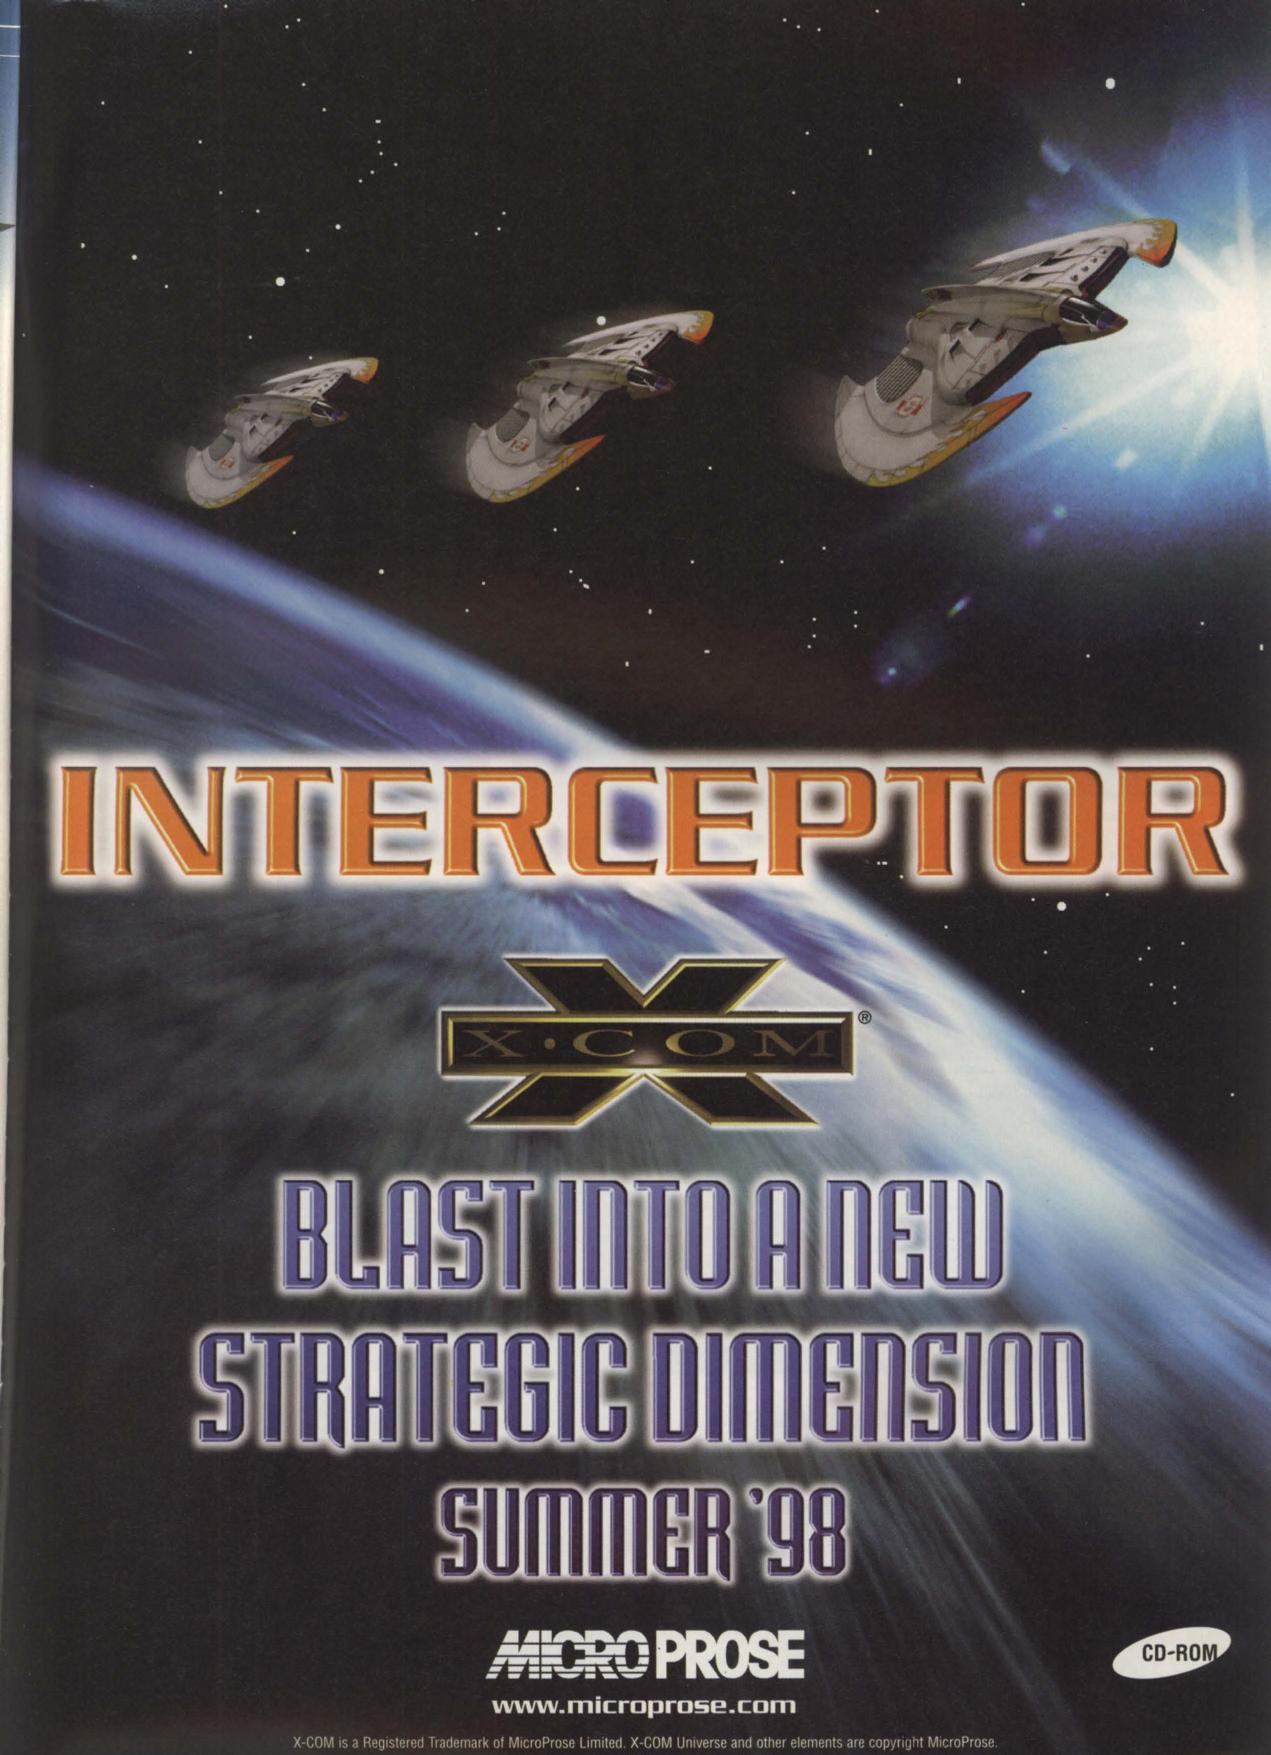 INTERCEPTOR
X·COM®
BLAST INTO A NEW
STRATEGIC DIMENSION
SUMMER '98
MICROPROSE
CD-ROM
www.microprose.com
X-COM is a Registered Trademark of MicroProse Limited. X-COM Universe and other elements are copyright MicroProse.